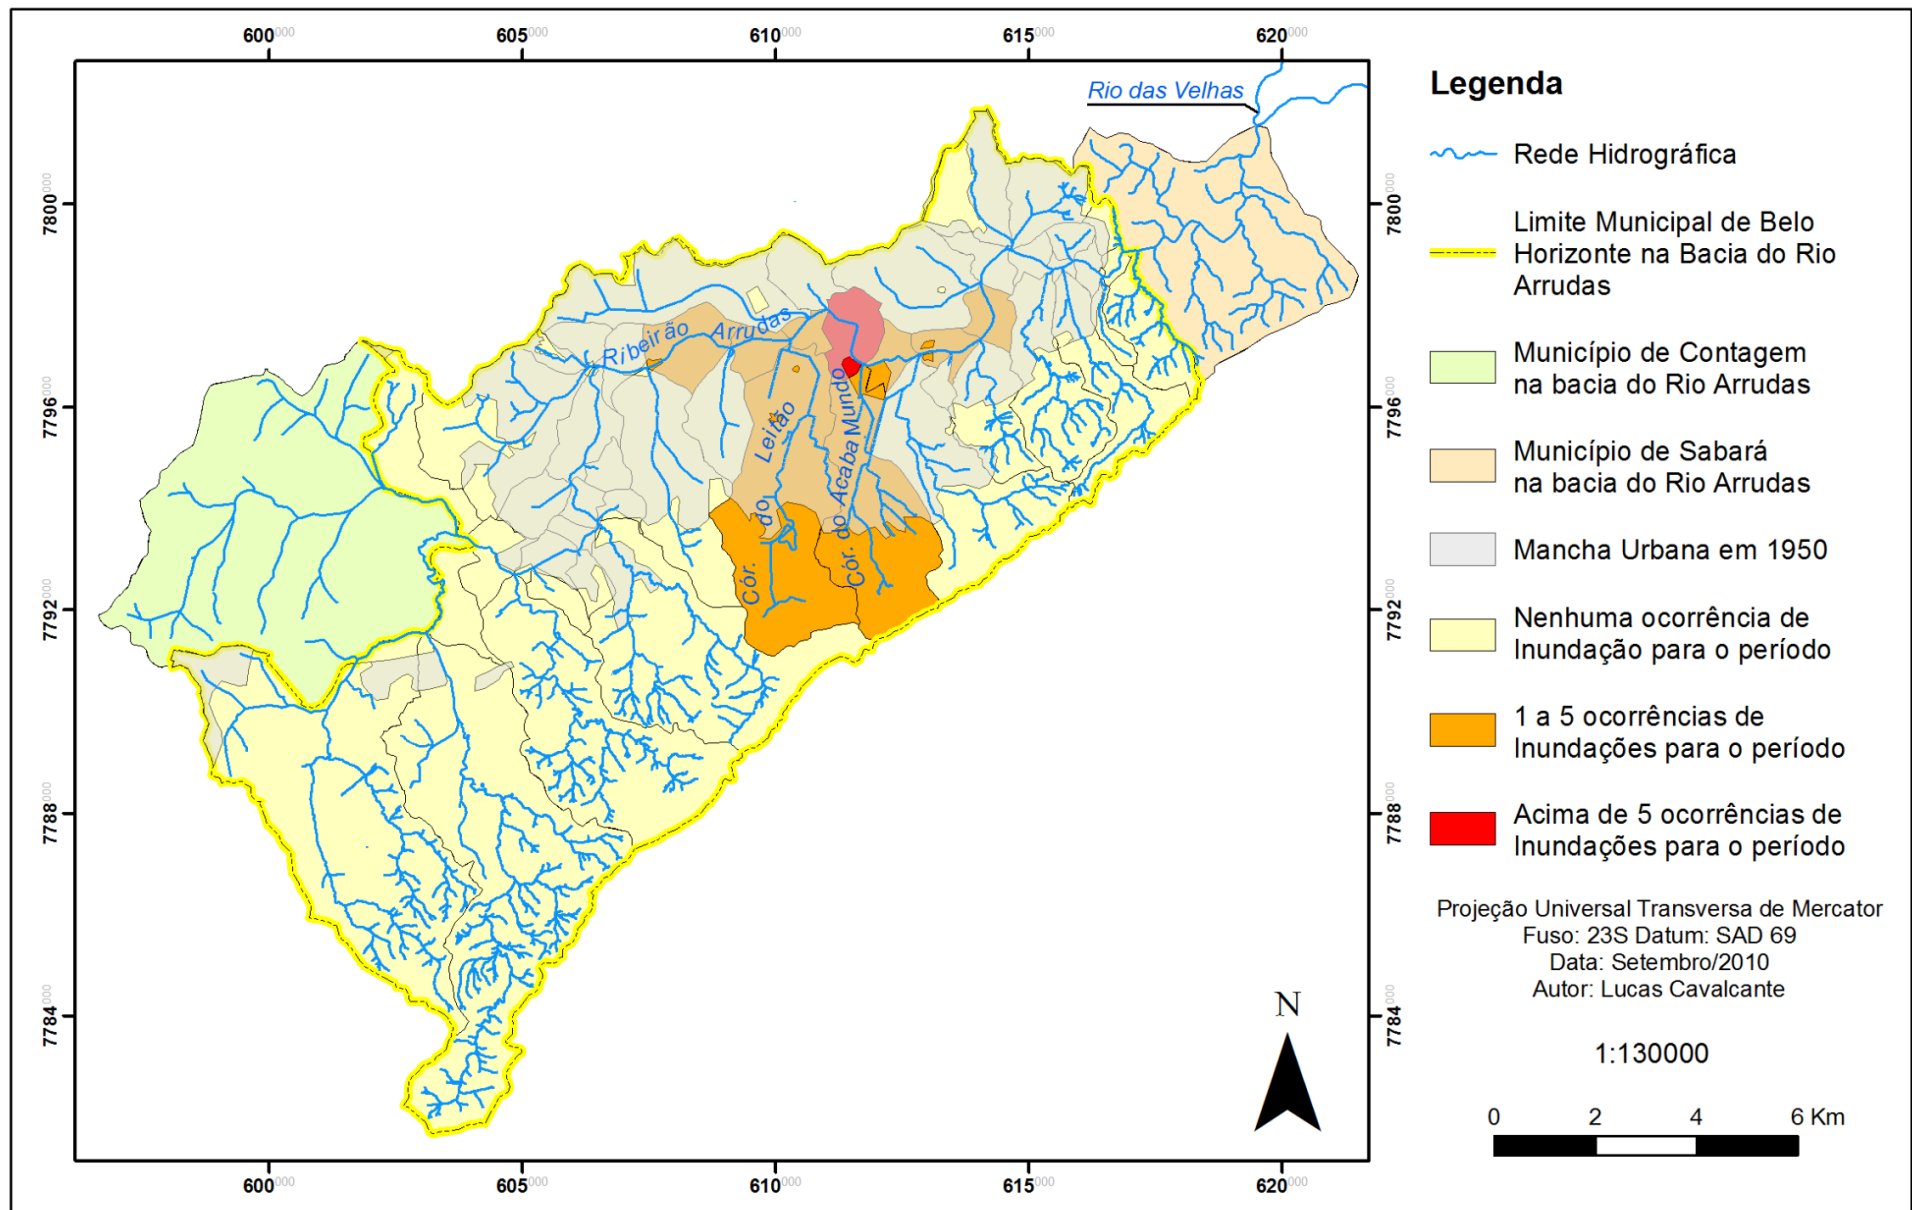 600000 605000 610000 615000 620000
Rio das Velhas
7800000
7796000
7792000
7788000
7784000
7800000
7796000
7792000
7788000
7784000
Ribeirão Arrudas
Cór. do Leitão
Cór. do Acaba Mundo
N
600000 605000 610000 615000 620000
Legenda
Rede Hidrográfica
Limite Municipal de Belo
Horizonte na Bacia do Rio
Arrudas
Município de Contagem
na bacia do Rio Arrudas
Município de Sabará
na bacia do Rio Arrudas
Mancha Urbana em 1950
Nenhuma ocorrência de
Inundação para o período
1 a 5 ocorrências de
Inundações para o período
Acima de 5 ocorrências de
Inundações para o período
Projeção Universal Transversa de Mercator
Fuso: 23S Datum: SAD 69
Data: Setembro/2010
Autor: Lucas Cavalcante
1:130000
0 2 4 6 Km